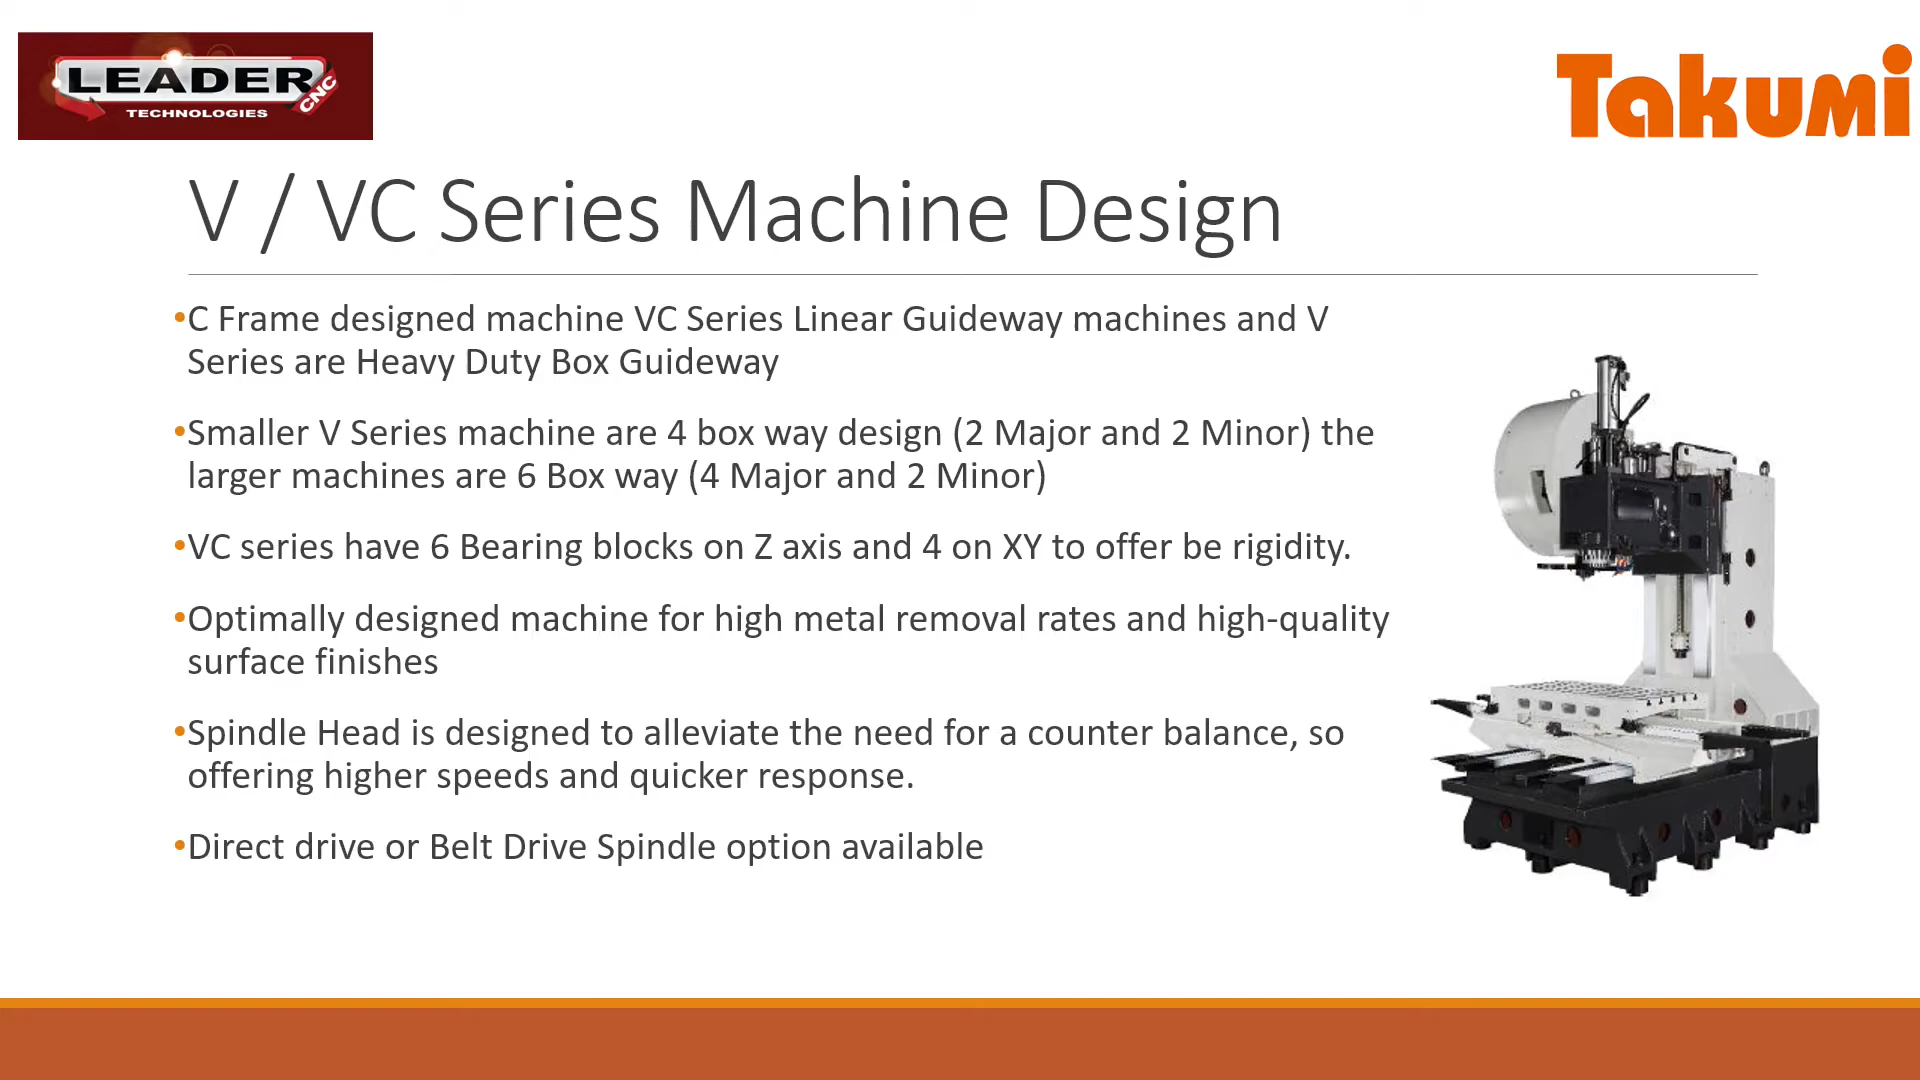 LEADER CNC
TECHNOLOGIES
Takumi
V / VC Series Machine Design
•C Frame designed machine VC Series Linear Guideway machines and V
Series are Heavy Duty Box Guideway
•Smaller V Series machine are 4 box way design (2 Major and 2 Minor) the
larger machines are 6 Box way (4 Major and 2 Minor)
•VC series have 6 Bearing blocks on Z axis and 4 on XY to offer be rigidity.
•Optimally designed machine for high metal removal rates and high-quality
surface finishes
•Spindle Head is designed to alleviate the need for a counter balance, so
offering higher speeds and quicker response.
•Direct drive or Belt Drive Spindle option available